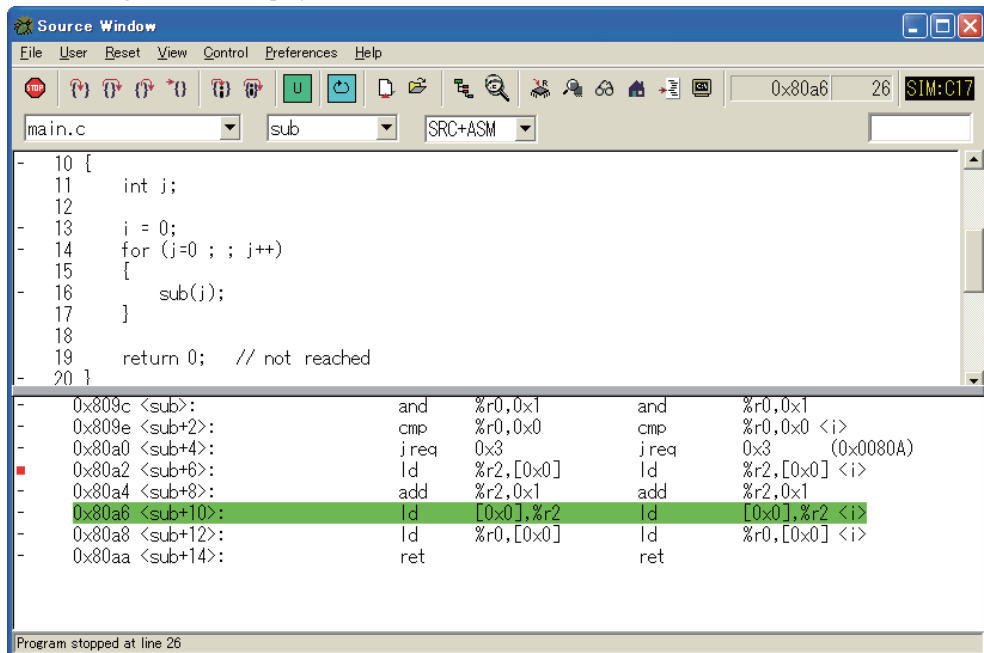 Source Window
File User Reset View Control Preferences Help
STOP U 0x80a6 26 SIM:C17
main.c sub SRC+ASM
- 10 {
11 int j;
12
- 13 i = 0;
- 14 for (j=0 ; ; j++)
15 {
- 16 sub(j);
17 }
18
19 return 0; // not reached
- 20 }
- 0x809c <sub>: and %r0,0x1 and %r0,0x1
- 0x809e <sub+2>: cmp %r0,0x0 cmp %r0,0x0 <i>
- 0x80a0 <sub+4>: jreq 0x3 jreq 0x3 (0x0080A)
0x80a2 <sub+6>: ld %r2,[0x0] ld %r2,[0x0] <i>
- 0x80a4 <sub+8>: add %r2,0x1 add %r2,0x1
- 0x80a6 <sub+10>: ld [0x0],%r2 ld [0x0],%r2 <i>
- 0x80a8 <sub+12>: ld %r0,[0x0] ld %r0,[0x0] <i>
- 0x80aa <sub+14>: ret ret
Program stopped at line 26